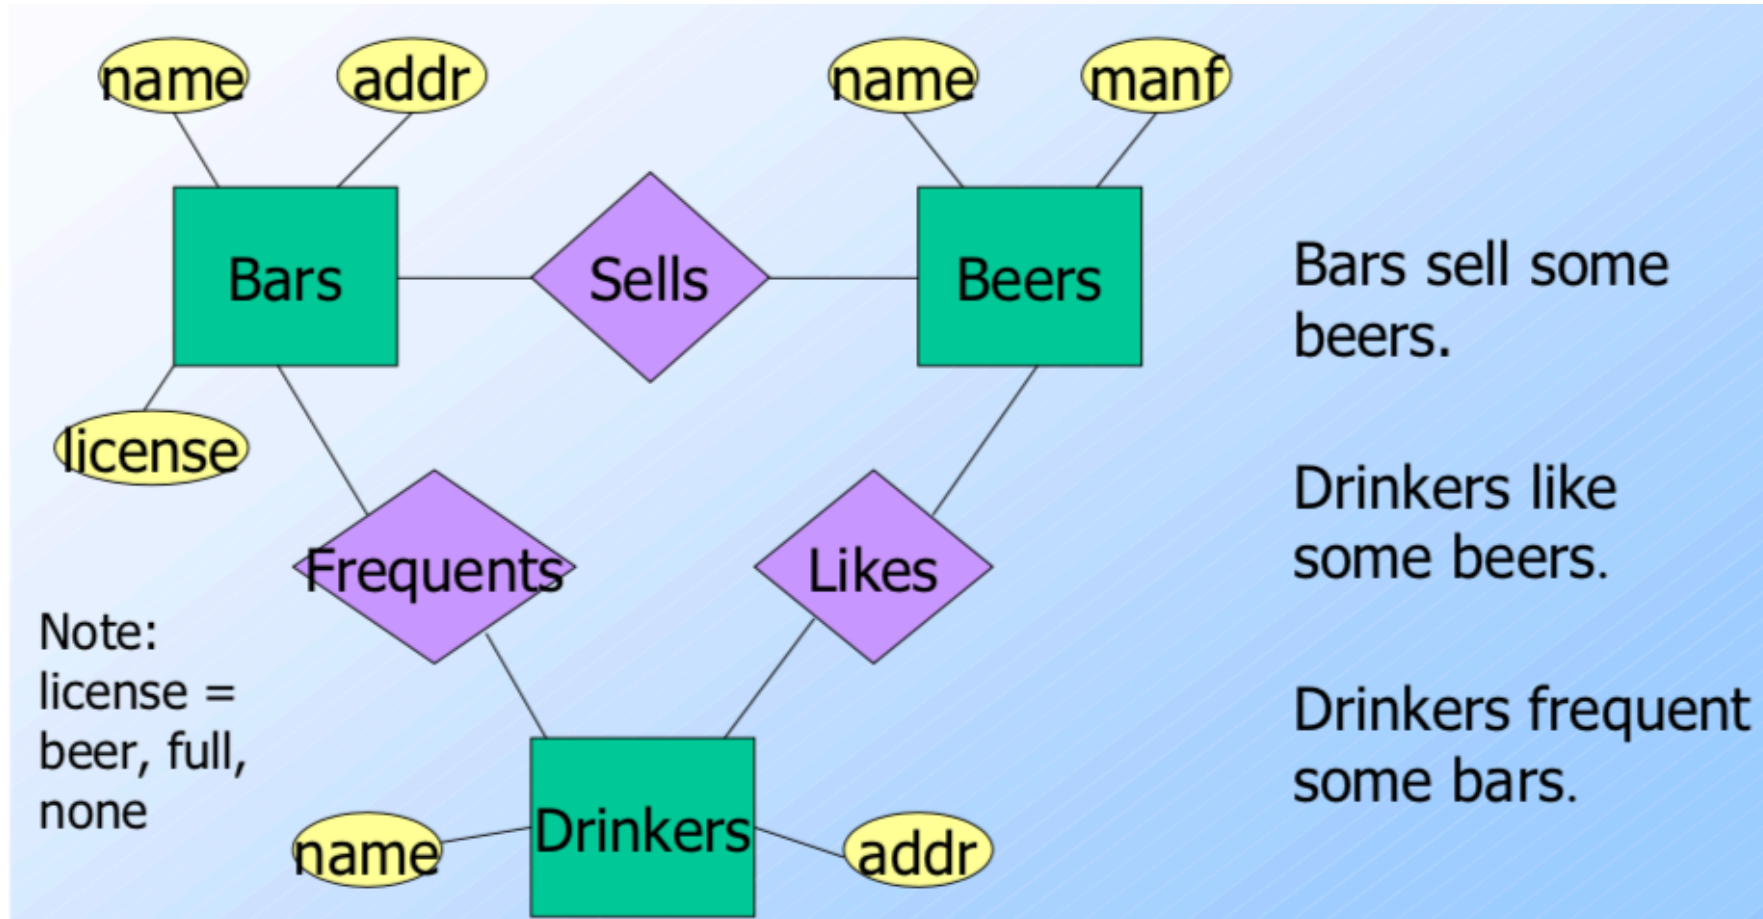 name
addr
name
manf
Bars
Sells
Beers
license
Frequents
Likes
Note:
license =
beer, full,
none
name
Drinkers
addr
Bars sell some
beers.
Drinkers like
some beers.
Drinkers frequent
some bars.